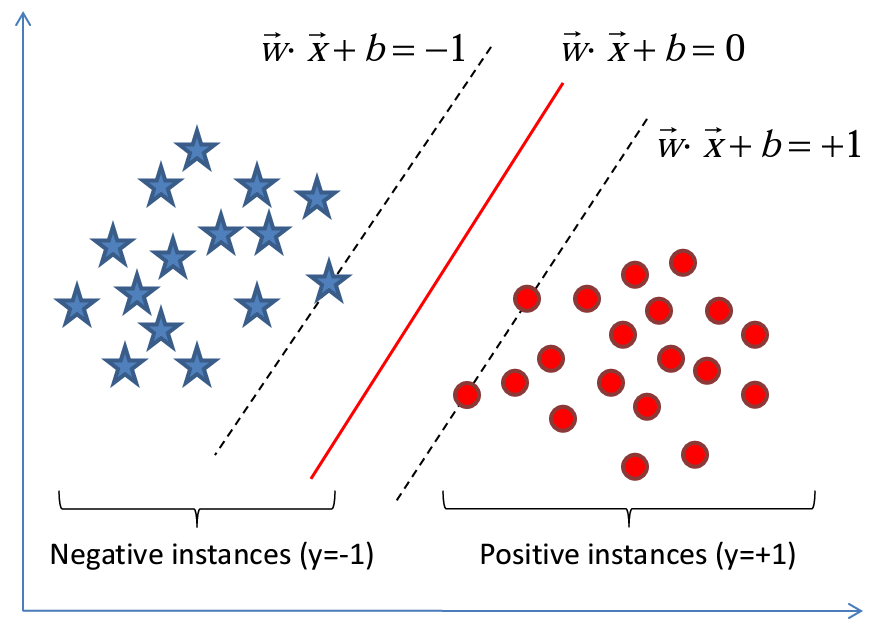 w⃗· x⃗+ b = −1
w⃗· x⃗+ b = 0
w⃗· x⃗+ b = +1
Negative instances (y=-1)
Positive instances (y=+1)